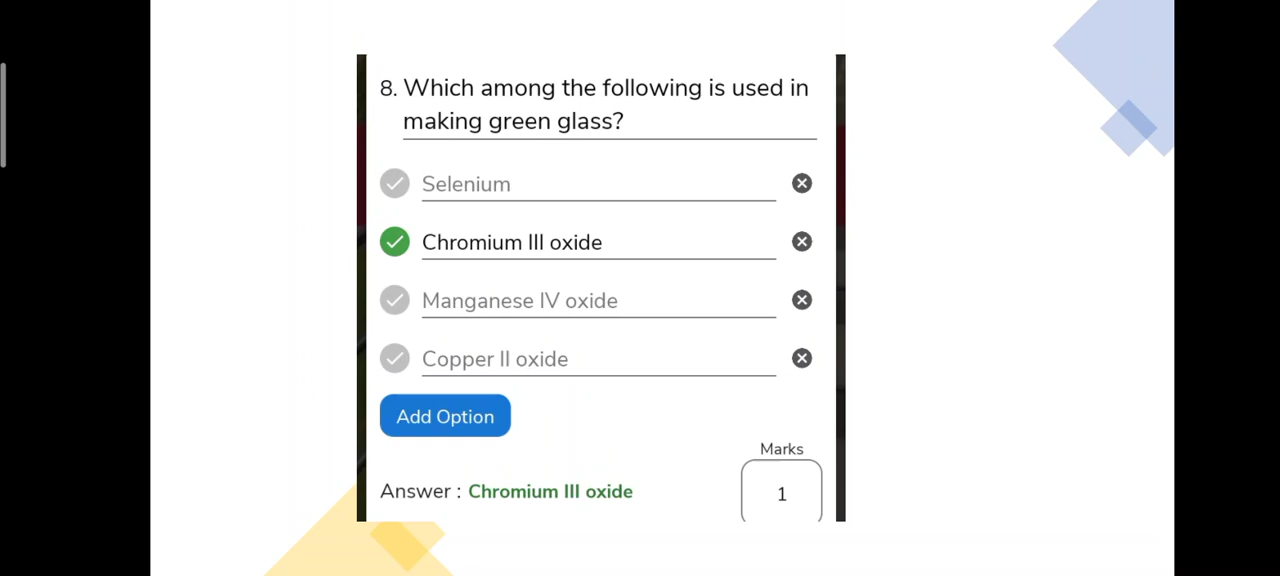 8. Which among the following is used in
making green glass?
Selenium
Chromium III oxide
Manganese IV oxide
Copper II oxide
Add Option
Marks
Answer : Chromium III oxide
1